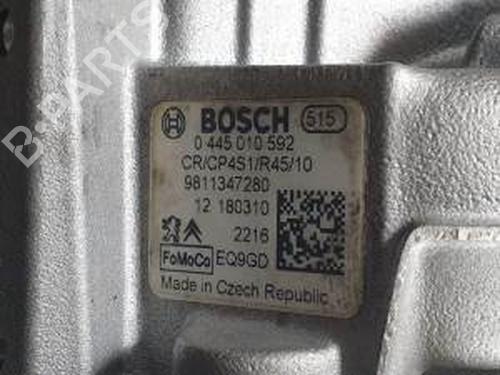 B-PARTS
BOSCH 515
0 445 010 592
CR/CP4S1/R45/10
9811347280
12 180310
2216
FoMoCo EQ9GD
Made in Czech Republic